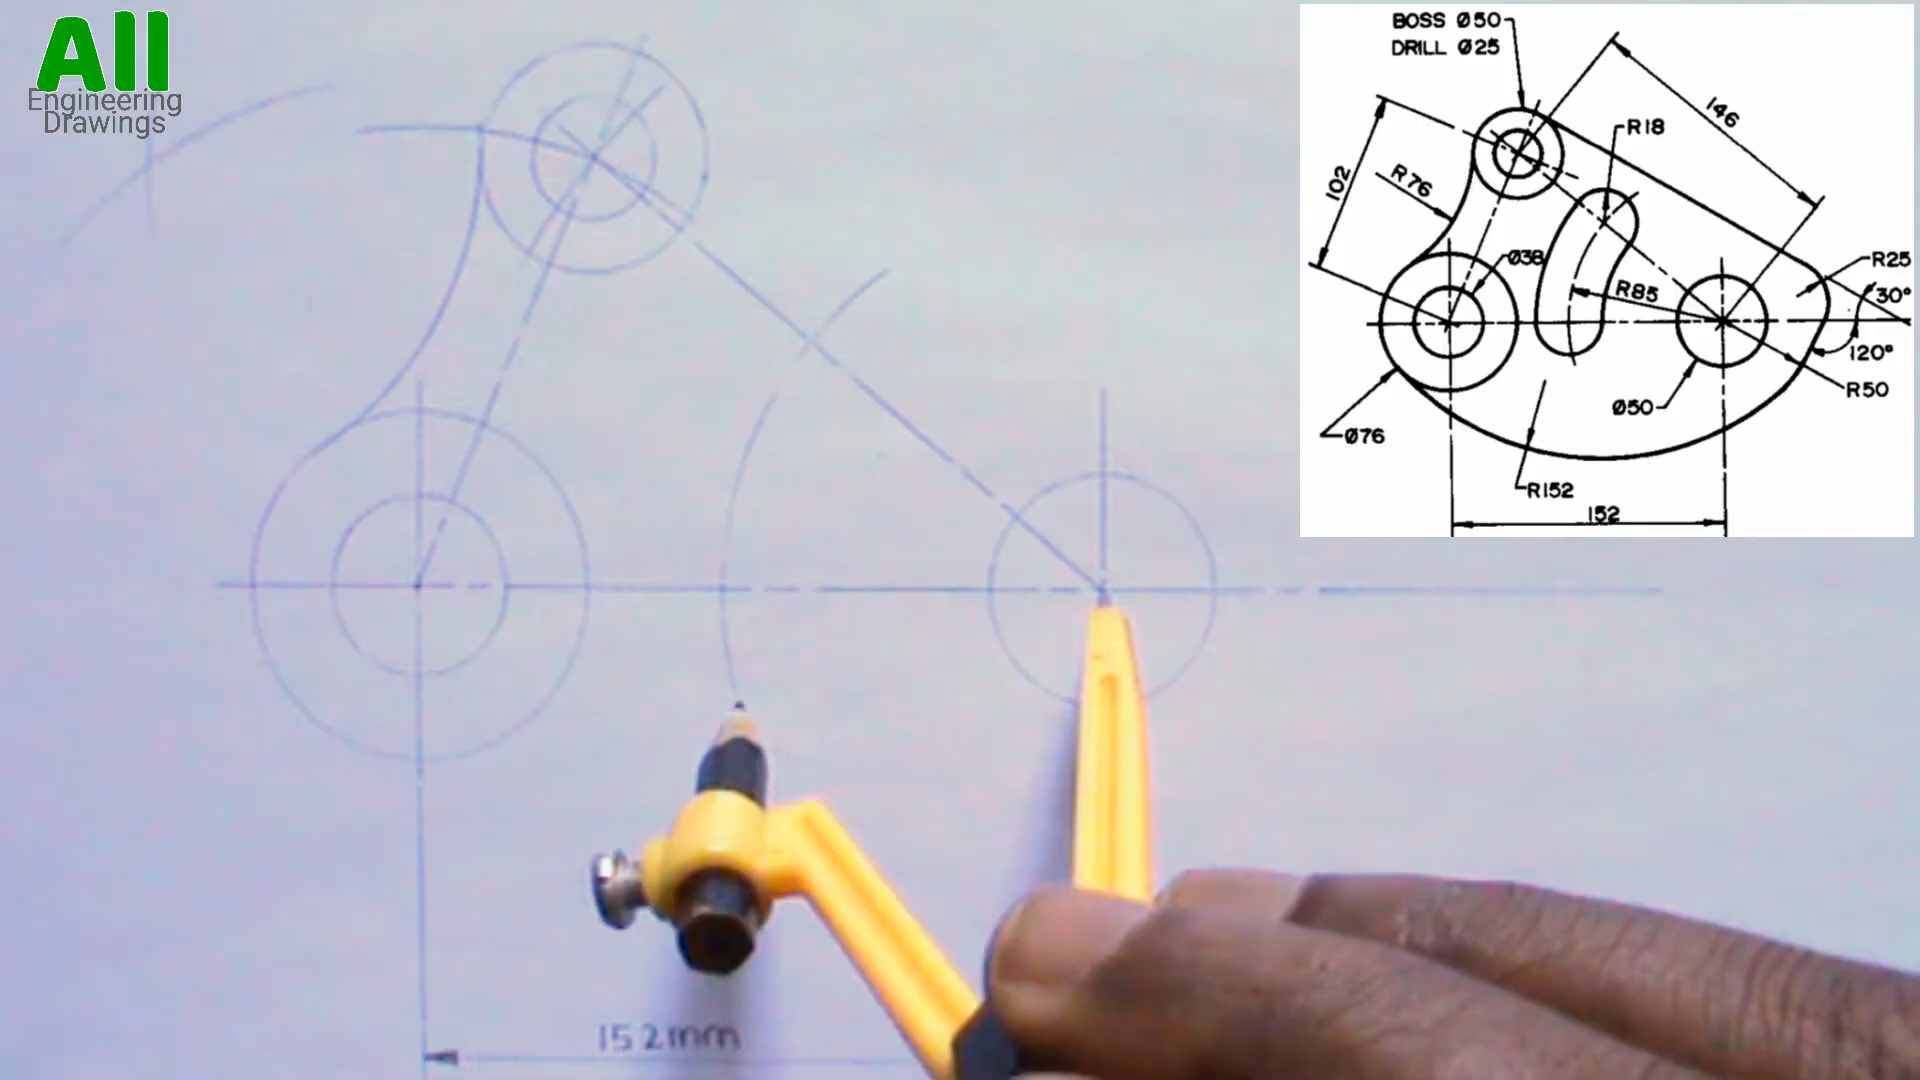 All
Engineering
Drawings
BOSS Ø50
DRILL Ø25
146
R18
102
R76
Ø38
R25
30°
R85
120°
R50
Ø50
Ø76
R152
152
152mm